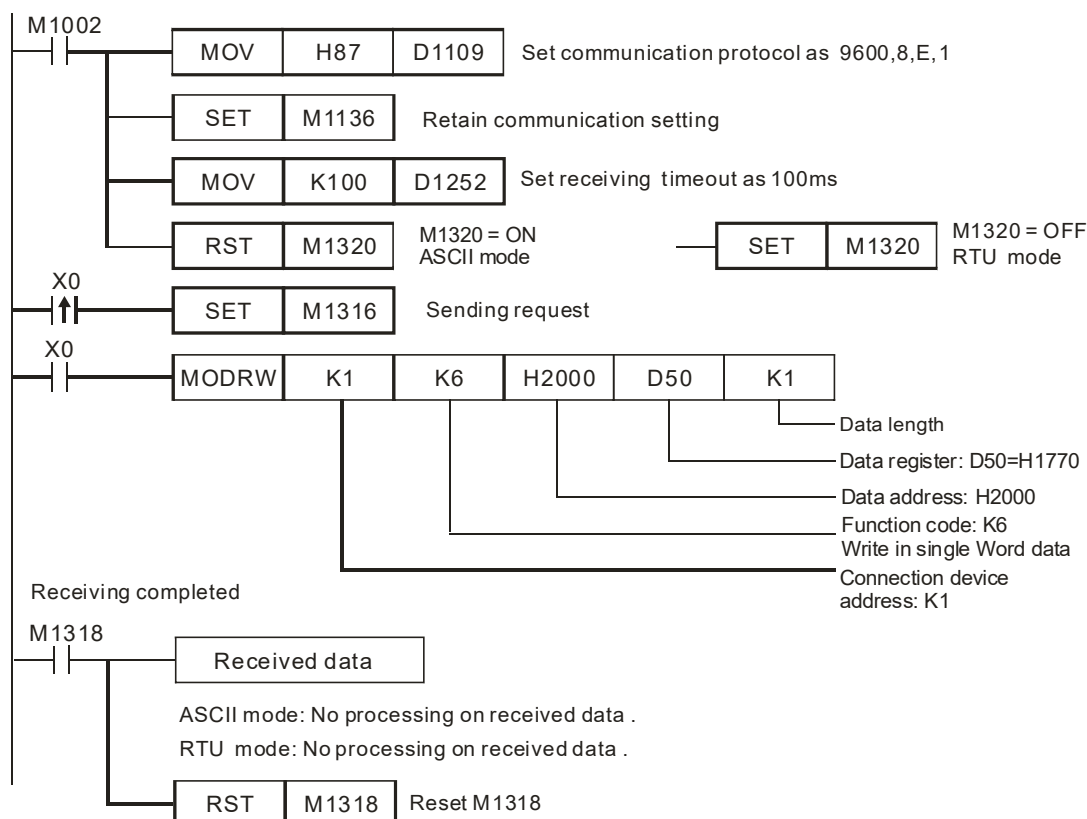 M1002
MOV H87 D1109 Set communication protocol as 9600,8,E,1
SET M1136 Retain communication setting
MOV K100 D1252 Set receiving timeout as 100ms
RST M1320 M1320 = ON
ASCII mode
SET M1320 M1320 = OFF
RTU mode
X0
SET M1316 Sending request
X0
MODRW K1 K6 H2000 D50 K1
Data length
Data register: D50=H1770
Data address: H2000
Function code: K6
Write in single Word data
Connection device
address: K1
Receiving completed
M1318
Received data
ASCII mode: No processing on received data .
RTU mode: No processing on received data .
RST M1318 Reset M1318